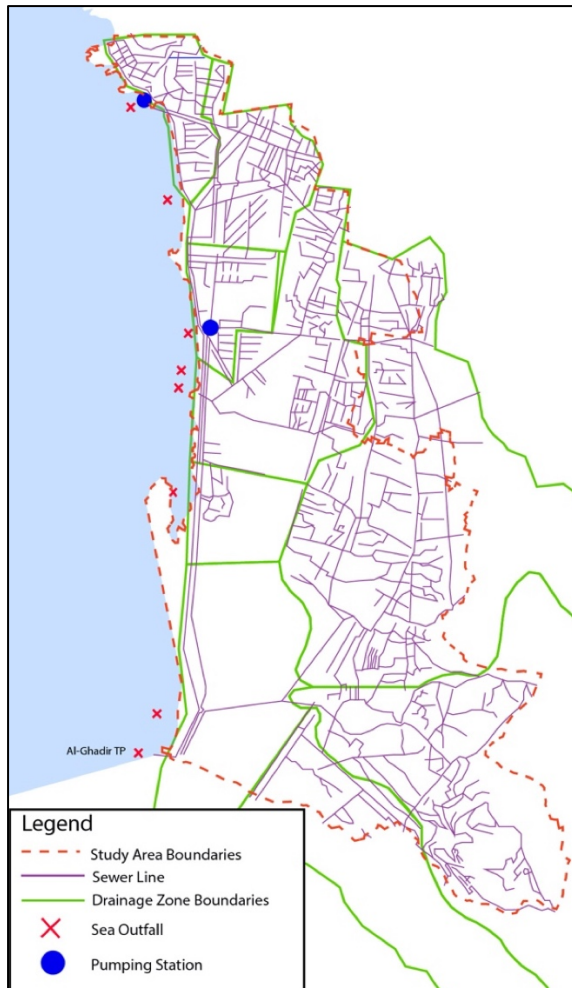 Al-Ghadir TP
Legend
Study Area Boundaries
Sewer Line
Drainage Zone Boundaries
Sea Outfall
Pumping Station